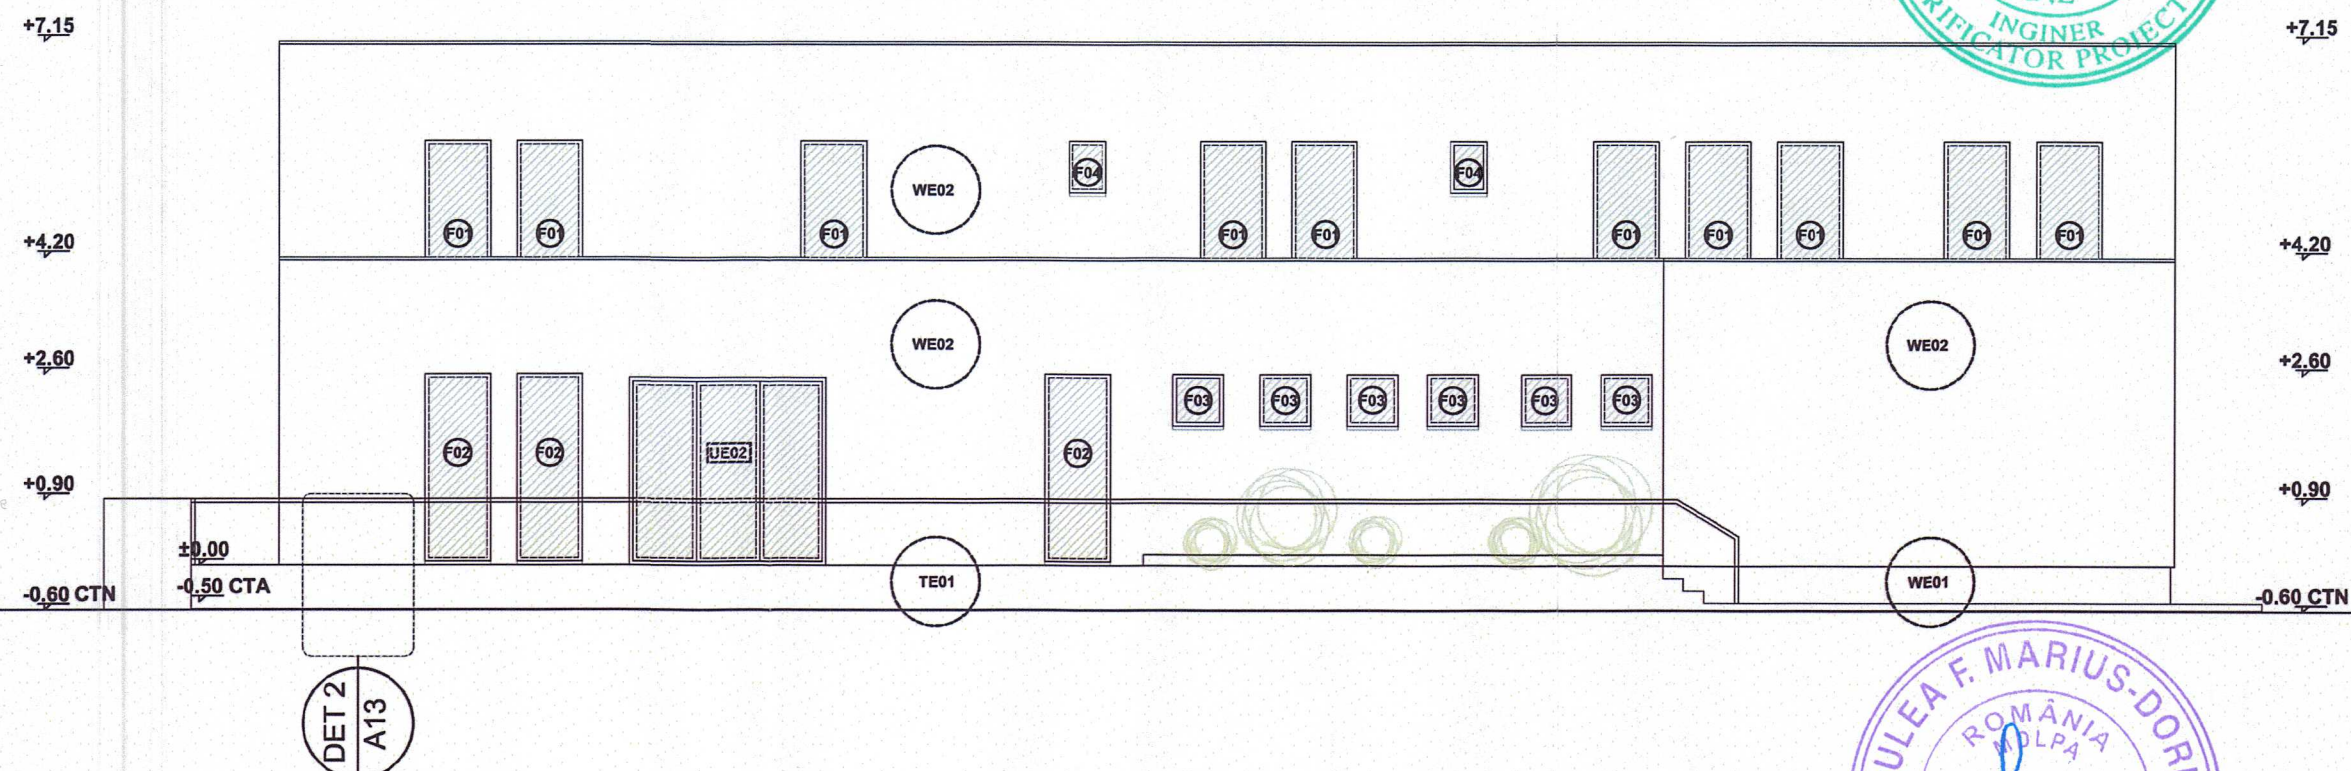 +7.15
+7.15
INGINER
RIFICATOR PROIECT
WE02
F04
F04
F01
F01
F01
F01
F01
F01
F01
F01
F01
F01
+4.20
+4.20
WE02
WE02
+2.60
+2.60
F03
F03
F03
F03
F03
F03
F02
F02
UE02
F02
+0.90
+0.90
±0.00
-0.60 CTN
-0.50 CTA
TE01
WE01
-0.60 CTN
DET 2
A13
ULEA F. MARIUS-DORI
ROMÂNIA
MOLPA